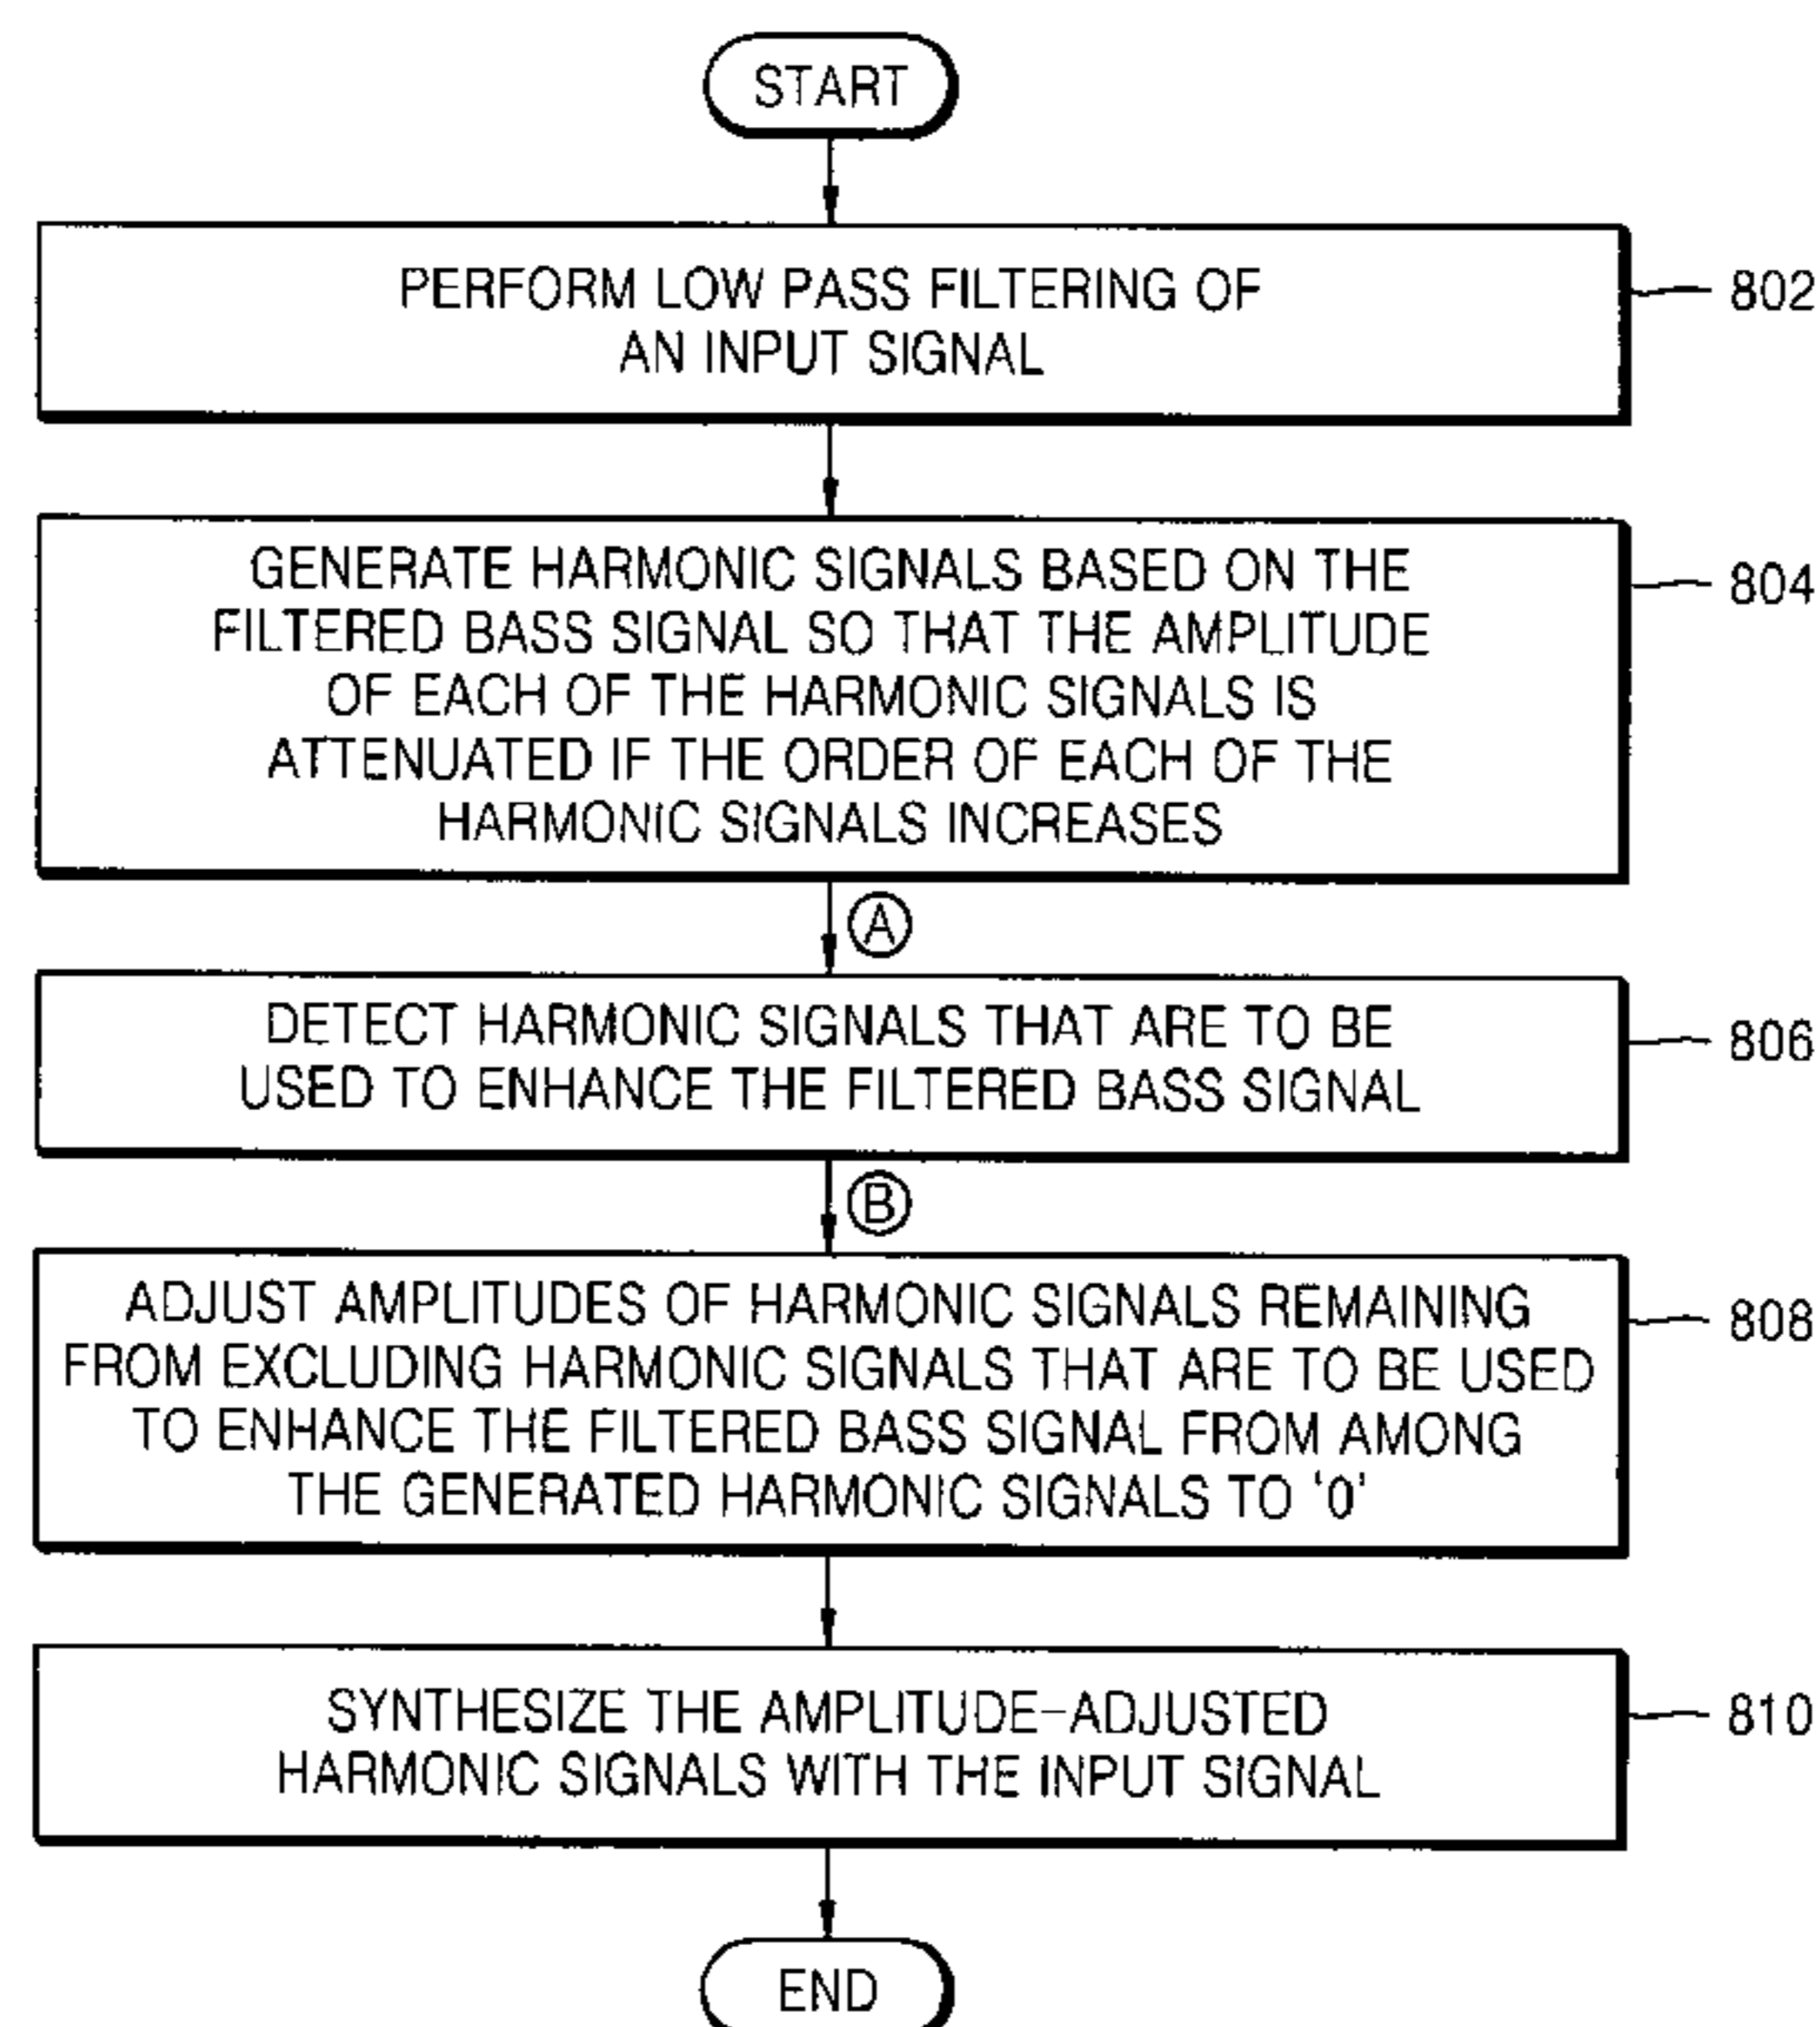 START
PERFORM LOW PASS FILTERING OF
AN INPUT SIGNAL
802
GENERATE HARMONIC SIGNALS BASED ON THE
FILTERED BASS SIGNAL SO THAT THE AMPLITUDE
OF EACH OF THE HARMONIC SIGNALS IS
ATTENUATED IF THE ORDER OF EACH OF THE
HARMONIC SIGNALS INCREASES
804
A
DETECT HARMONIC SIGNALS THAT ARE TO BE
USED TO ENHANCE THE FILTERED BASS SIGNAL
806
B
ADJUST AMPLITUDES OF HARMONIC SIGNALS REMAINING
FROM EXCLUDING HARMONIC SIGNALS THAT ARE TO BE USED
TO ENHANCE THE FILTERED BASS SIGNAL FROM AMONG
THE GENERATED HARMONIC SIGNALS TO ‘0’
808
SYNTHESIZE THE AMPLITUDE-ADJUSTED
HARMONIC SIGNALS WITH THE INPUT SIGNAL
810
END